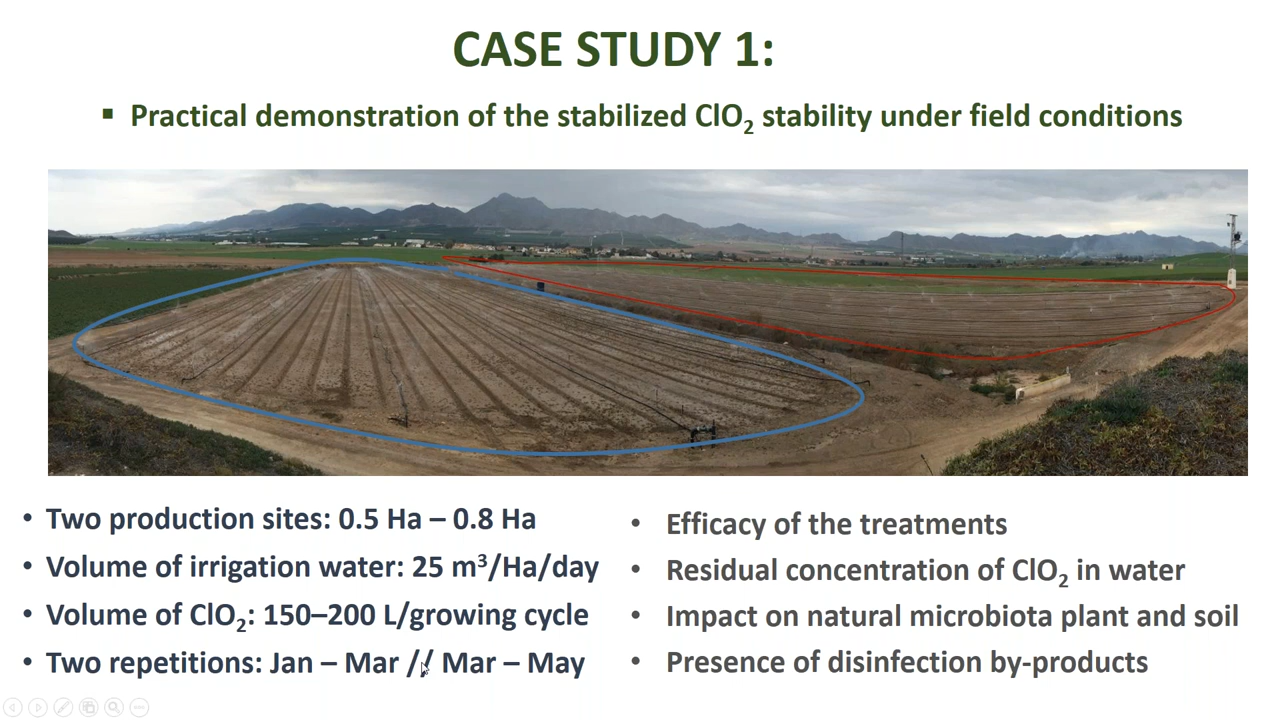 CASE STUDY 1:
▪ Practical demonstration of the stabilized ClO₂ stability under field conditions
• Two production sites: 0.5 Ha – 0.8 Ha
• Volume of irrigation water: 25 m³/Ha/day
• Volume of ClO₂: 150–200 L/growing cycle
• Two repetitions: Jan – Mar // Mar – May
• Efficacy of the treatments
• Residual concentration of ClO₂ in water
• Impact on natural microbiota plant and soil
• Presence of disinfection by-products